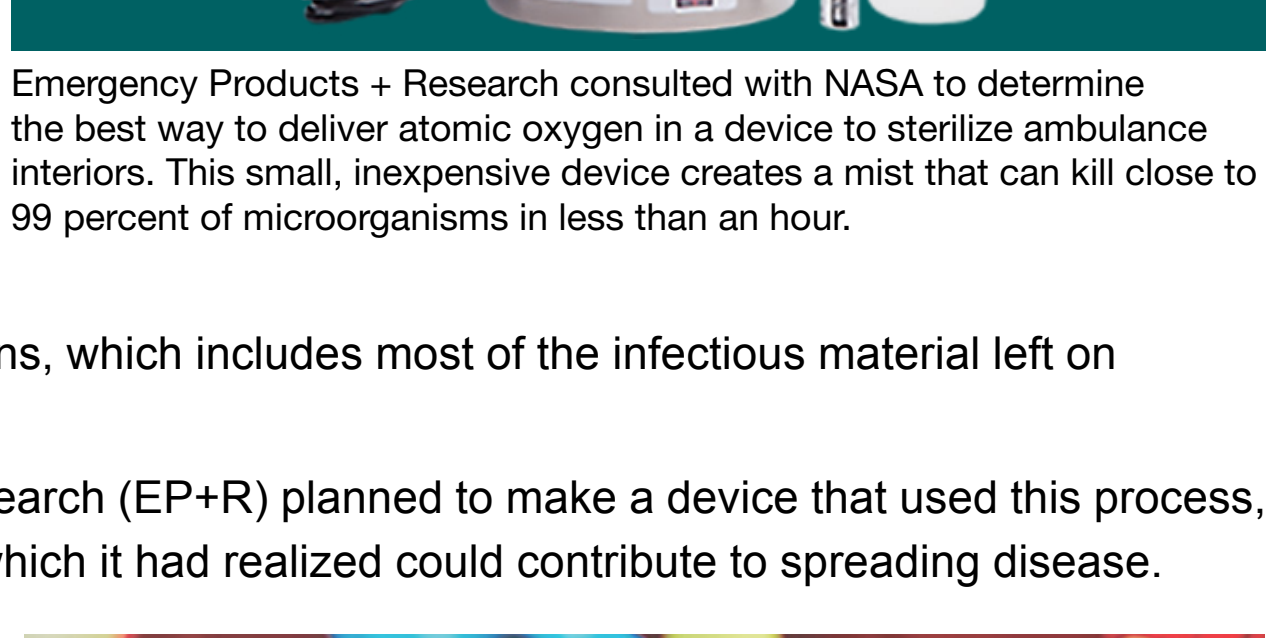 Emergency Products + Research consulted with NASA to determine
the best way to deliver atomic oxygen in a device to sterilize ambulance
interiors. This small, inexpensive device creates a mist that can kill close to
99 percent of microorganisms in less than an hour.
which includes most of the infectious material left on
(EP+R) planned to make a device that used this process,
which it had realized could contribute to spreading disease.